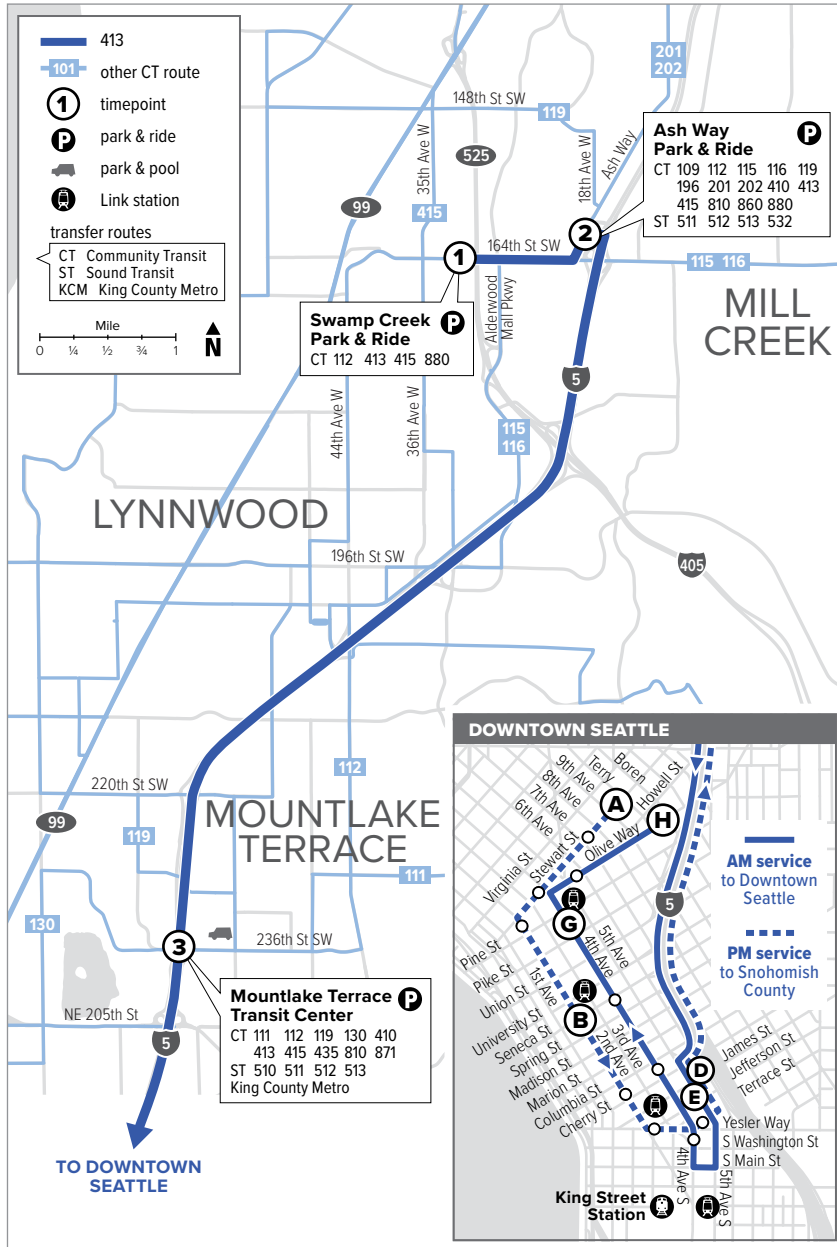 413
101
other CT route
1
timepoint
P
park & ride
park & pool
Link station
transfer routes
CT Community Transit
ST Sound Transit
KCM King County Metro
Mile
0 ¼ ½ ¾ 1
N
201
202
148th St SW
119
35th Ave W
525
18th Ave W
Ash Way
99
415
Ash Way
Park & Ride
P
CT 109 112 115 116 119
196 201 202 410 413
415 810 860 880
ST 511 512 513 532
2
1
164th St SW
115 116
Alderwood
Mall Pkwy
MILL
CREEK
Swamp Creek
Park & Ride
P
CT 112 413 415 880
5
44th Ave W
36th Ave W
115
116
LYNNWOOD
196th St SW
405
112
220th St SW
99
119
MOUNTLAKE
TERRACE
111
130
3
236th St SW
NE 205th St
5
Mountlake Terrace
Transit Center
P
CT 111 112 119 130 410
413 415 435 810 871
ST 510 511 512 513
King County Metro
TO DOWNTOWN
SEATTLE
DOWNTOWN SEATTLE
Boren
Terry
9th Ave
8th Ave
7th Ave
6th Ave
A
Howell St
H
Olive Way
Stewart St
Virginia St
AM service
to Downtown
Seattle
5
G
5th Ave
4th Ave
PM service
to Snohomish
County
Pine St
Pike St
Union St
University St
Seneca St
Spring St
Madison St
Marion St
Columbia St
Cherry St
1st Ave
B
2nd Ave
3rd Ave
D
E
James St
Jefferson St
Terrace St
Yesler Way
S Washington St
S Main St
4th Ave S
5th Ave S
King Street
Station